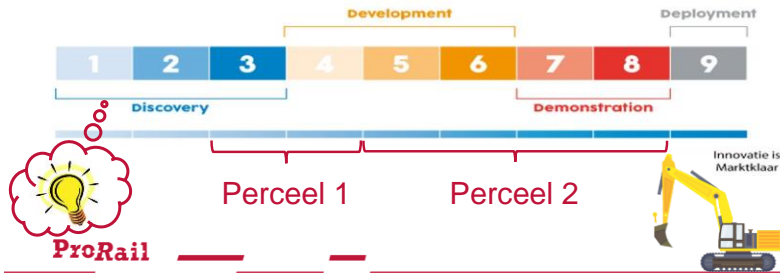 Development
Deployment
1 2 3 4 5 6 7 8 9
Discovery
Demonstration
Innovatie is
Marktklaar
Perceel 1
Perceel 2
ProRail